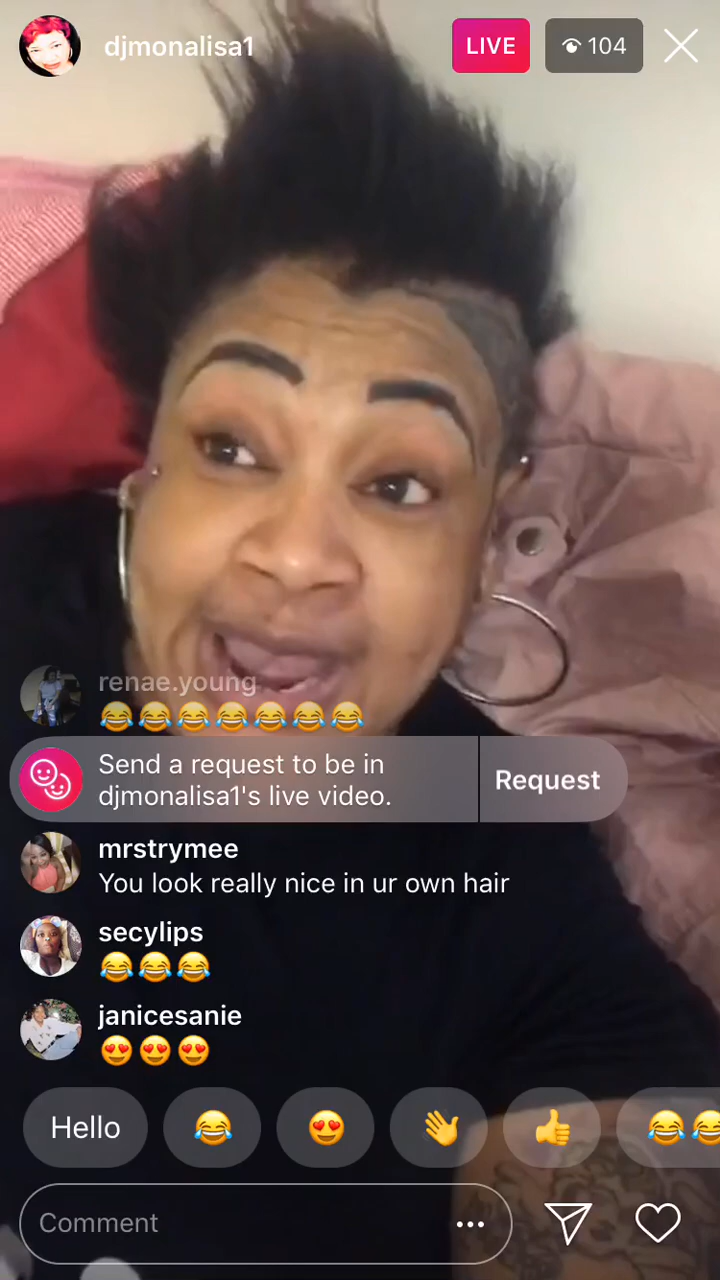 djmonalisa1
LIVE
104
renae.young
😂😂😂😂😂😂😂
Send a request to be in
djmonalisa1's live video.
Request
mrstrymee
You look really nice in ur own hair
secylips
😂😂😂
janicesanie
😍😍😍
Hello 😂 😍 👋 👍 😂😂
Comment